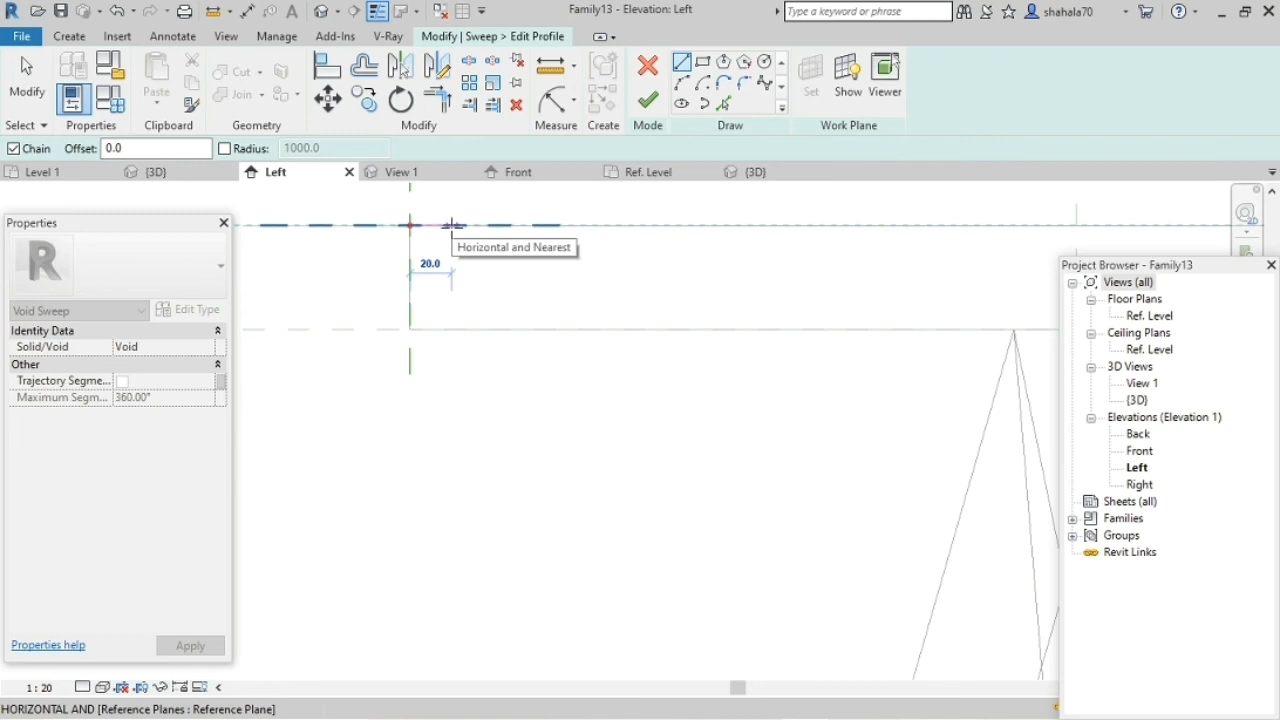 Family13 - Elevation: Left
Type a keyword or phrase
shahala70
File
Create
Insert
Annotate
View
Manage
Add-Ins
V-Ray
Modify | Sweep > Edit Profile
Modify
Paste
Cut
Join
Set
Show
Viewer
Select
Properties
Clipboard
Geometry
Modify
Measure
Create
Mode
Draw
Work Plane
Chain
Offset: 0.0
Radius: 1000.0
Level 1
{3D}
Left
View 1
Front
Ref. Level
{3D}
Properties
R
Void Sweep
Edit Type
Identity Data
Solid/Void
Void
Other
Trajectory Segme...
Maximum Segm...
360.00°
Properties help
Apply
Horizontal and Nearest
20.0
2D
Project Browser - Family13
Views (all)
Floor Plans
Ref. Level
Ceiling Plans
Ref. Level
3D Views
View 1
{3D}
Elevations (Elevation 1)
Back
Front
Left
Right
Sheets (all)
Families
Groups
Revit Links
1 : 20
HORIZONTAL AND [Reference Planes : Reference Plane]